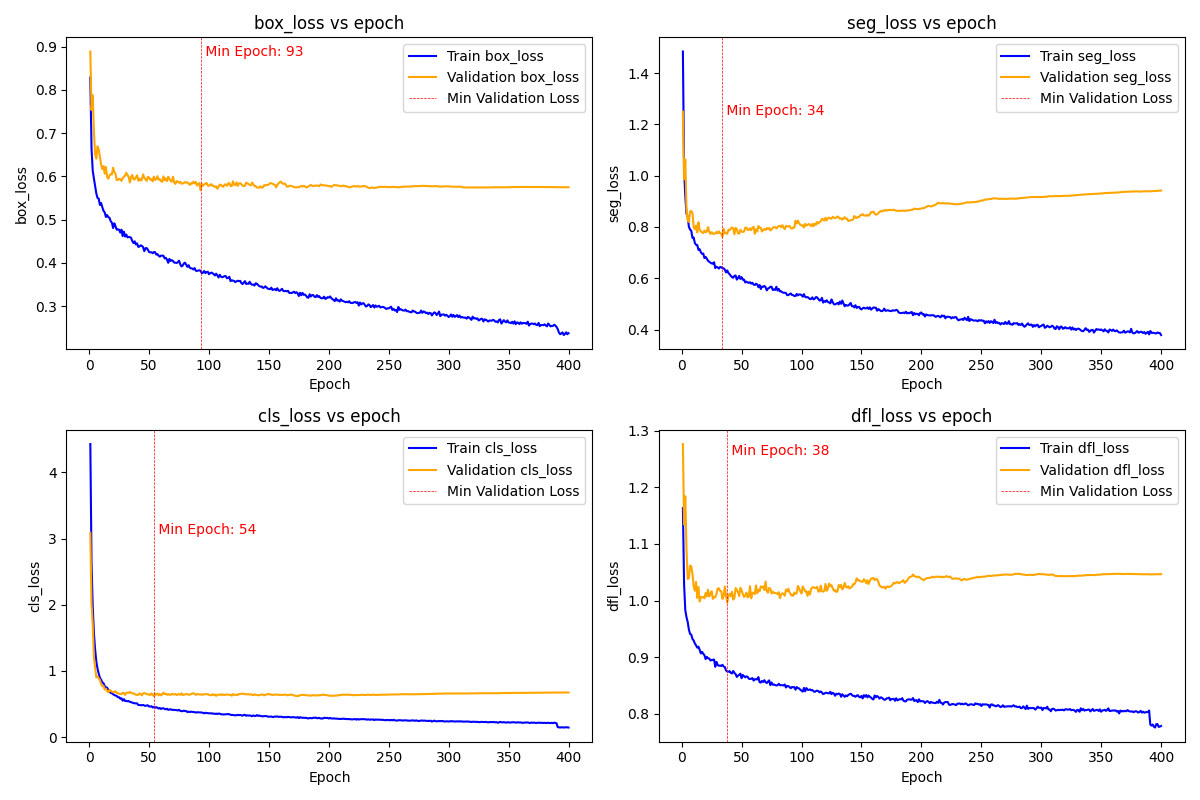 box_loss vs epoch
Min Epoch: 93
Train box_loss
Validation box_loss
Min Validation Loss
0.9
0.8
0.7
0.6
0.5
0.4
0.3
box_loss
0 50 100 150 200 250 300 350 400
Epoch
seg_loss vs epoch
Min Epoch: 34
Train seg_loss
Validation seg_loss
Min Validation Loss
1.4
1.2
1.0
0.8
0.6
0.4
seg_loss
0 50 100 150 200 250 300 350 400
Epoch
cls_loss vs epoch
Min Epoch: 54
Train cls_loss
Validation cls_loss
Min Validation Loss
4
3
2
1
0
cls_loss
0 50 100 150 200 250 300 350 400
Epoch
dfl_loss vs epoch
Min Epoch: 38
Train dfl_loss
Validation dfl_loss
Min Validation Loss
1.3
1.2
1.1
1.0
0.9
0.8
dfl_loss
0 50 100 150 200 250 300 350 400
Epoch